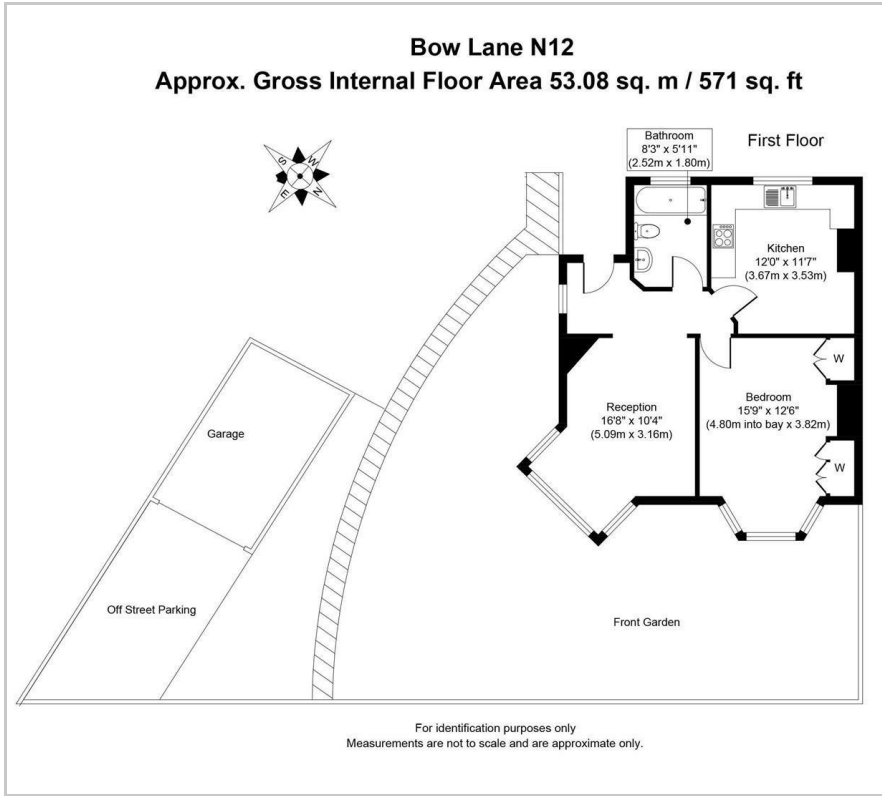 Bow Lane N12
Approx. Gross Internal Floor Area 53.08 sq. m / 571 sq. ft
First Floor
Bathroom
8'3" x 5'11"
(2.52m x 1.80m)
S
W
E
N
Kitchen
12'0" x 11'7"
(3.67m x 3.53m)
W
Bedroom
15'9" x 12'6"
(4.80m into bay x 3.82m)
Reception
16'8" x 10'4"
(5.09m x 3.16m)
W
Garage
Off Street Parking
Front Garden
For identification purposes only
Measurements are not to scale and are approximate only.